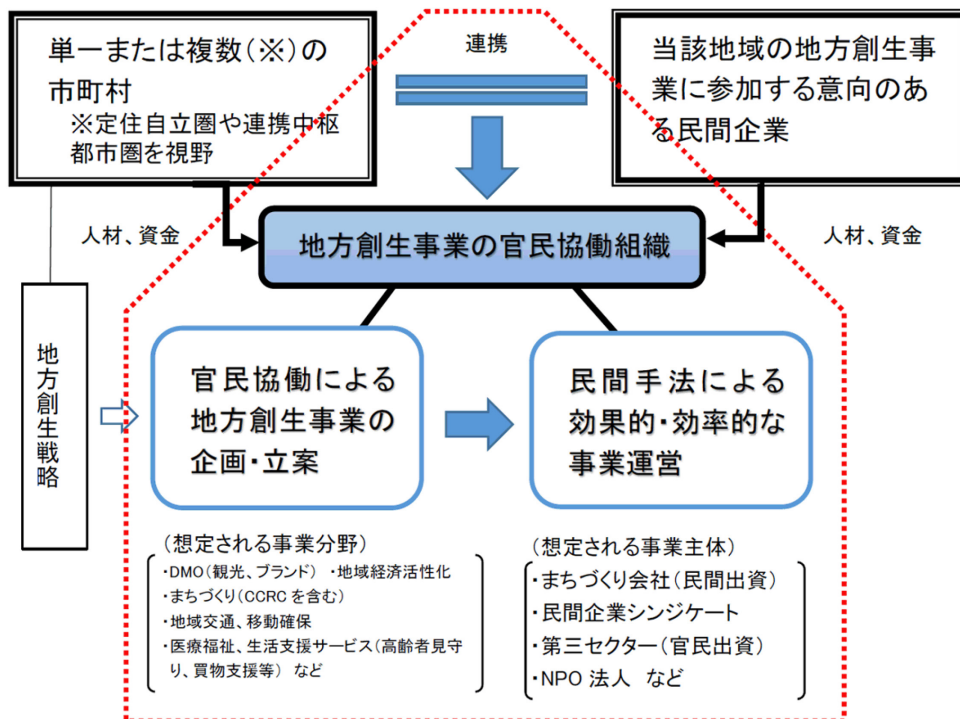 単一または複数(※)の
市町村
※定住自立圏や連携中枢
都市圏を視野
連携
当該地域の地方創生事
業に参加する意向のあ
る民間企業
人材、資金
地方創生事業の官民協働組織
人材、資金
地方創生戦略
官民協働による
地方創生事業の
企画・立案
民間手法による
効果的・効率的な
事業運営
(想定される事業分野)
・DMO(観光、ブランド) ・地域経済活性化
・まちづくり(CCRC を含む)
・地域交通、移動確保
・医療福祉、生活支援サービス(高齢者見守
り、買物支援等) など
(想定される事業主体)
・まちづくり会社(民間出資)
・民間企業シンジケート
・第三セクター(官民出資)
・NPO 法人 など